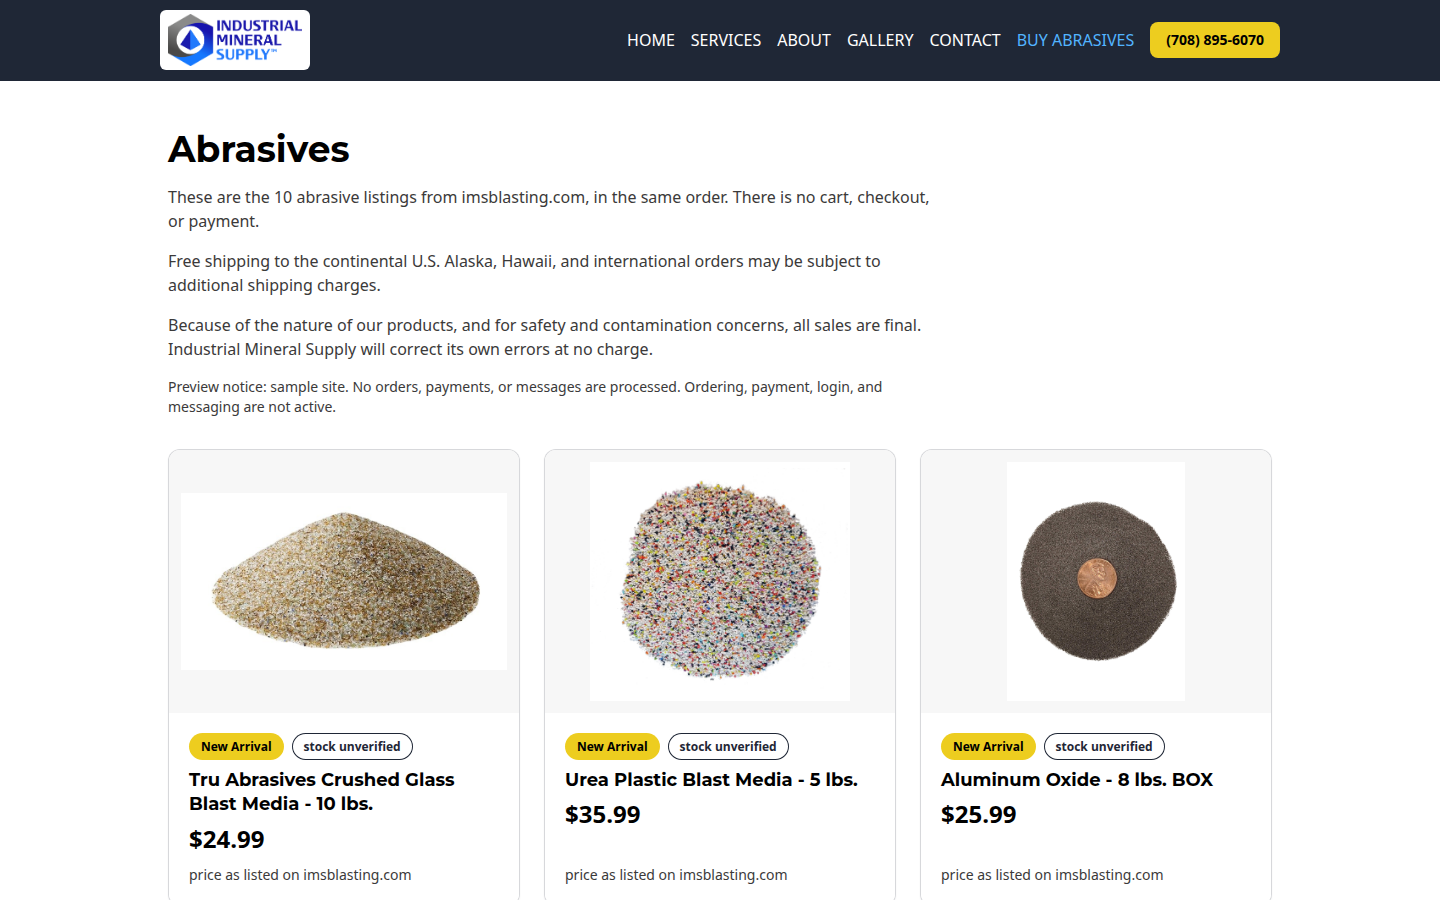 INDUSTRIAL
MINERAL
SUPPLY™
HOME SERVICES ABOUT GALLERY CONTACT BUY ABRASIVES (708) 895-6070
Abrasives
These are the 10 abrasive listings from imsblasting.com, in the same order. There is no cart, checkout,
or payment.
Free shipping to the continental U.S. Alaska, Hawaii, and international orders may be subject to
additional shipping charges.
Because of the nature of our products, and for safety and contamination concerns, all sales are final.
Industrial Mineral Supply will correct its own errors at no charge.
Preview notice: sample site. No orders, payments, or messages are processed. Ordering, payment, login, and
messaging are not active.
New Arrival stock unverified
Tru Abrasives Crushed Glass
Blast Media - 10 lbs.
$24.99
price as listed on imsblasting.com
New Arrival stock unverified
Urea Plastic Blast Media - 5 lbs.
$35.99
price as listed on imsblasting.com
New Arrival stock unverified
Aluminum Oxide - 8 lbs. BOX
$25.99
price as listed on imsblasting.com